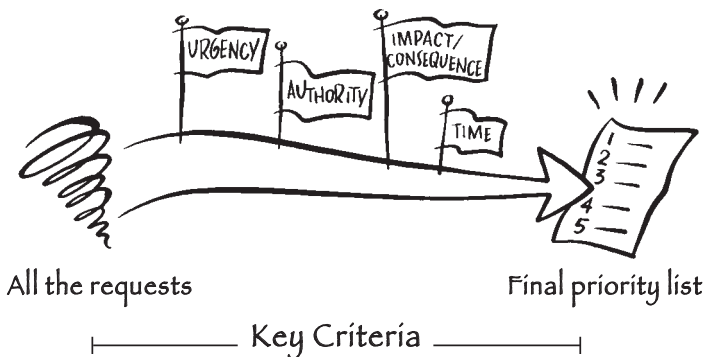 URGENCY
AUTHORITY
IMPACT/
CONSEQUENCE
TIME
1
2
3
4
5
All the requests
Final priority list
Key Criteria